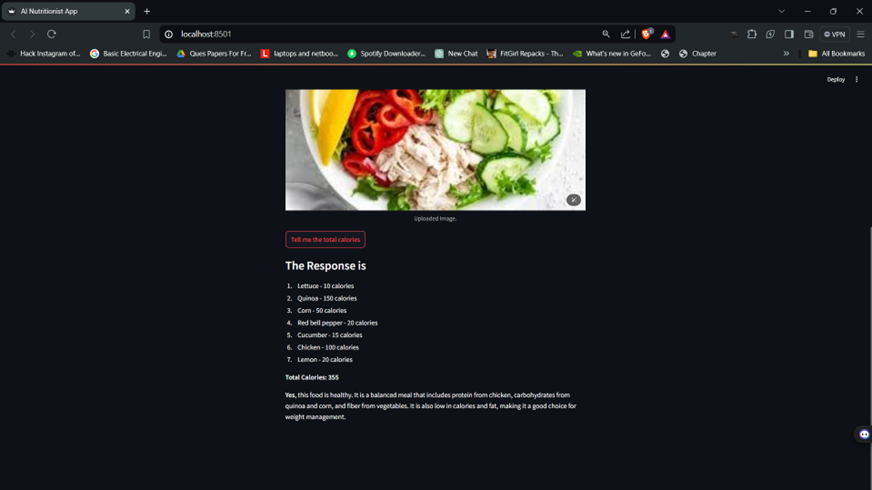 AI Nutritionist App
localhost:8501
VPN
Hack Instagram of...
Basic Electrical Engi...
Ques Papers For Fr...
laptops and netboo...
Spotify Downloader...
New Chat
FitGirl Repacks - Th...
What's new in GeFo...
Chapter
All Bookmarks
Deploy
Uploaded Image.
Tell me the total calories
The Response is
1. Lettuce - 10 calories
2. Quinoa - 150 calories
3. Corn - 50 calories
4. Red bell pepper - 20 calories
5. Cucumber - 15 calories
6. Chicken - 100 calories
7. Lemon - 20 calories
Total Calories: 355
Yes, this food is healthy. It is a balanced meal that includes protein from chicken, carbohydrates from
quinoa and corn, and fiber from vegetables. It is also low in calories and fat, making it a good choice for
weight management.